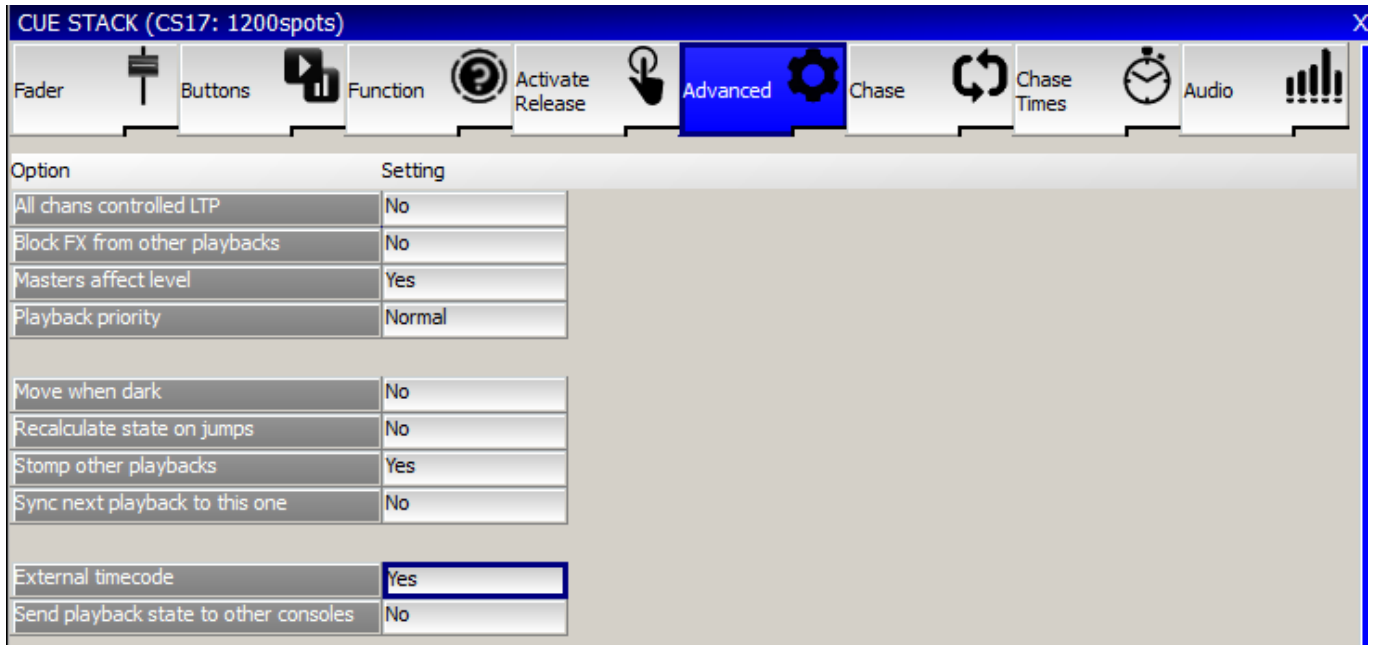 CUE STACK (CS17: 1200spots) X
Fader Buttons Function Activate Release Advanced Chase Chase Times Audio
Option Setting
All chans controlled LTP No
Block FX from other playbacks No
Masters affect level Yes
Playback priority Normal
Move when dark No
Recalculate state on jumps No
Stomp other playbacks Yes
Sync next playback to this one No
External timecode Yes
Send playback state to other consoles No